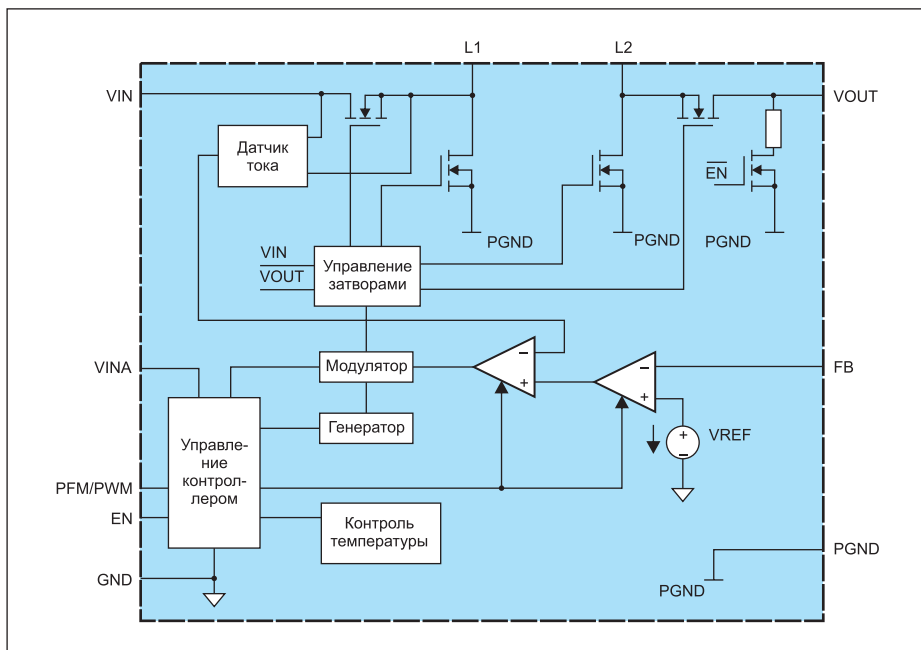 L1
L2
VIN
VOUT
Датчик
тока
EN
PGND
PGND
PGND
VIN
VOUT
Управление
затворами
VINA
Модулятор
−
+
−
+
FB
Генератор
Управле-
ние
контрол-
лером
+
−
VREF
PFM/PWM
EN
Контроль
температуры
GND
PGND
PGND